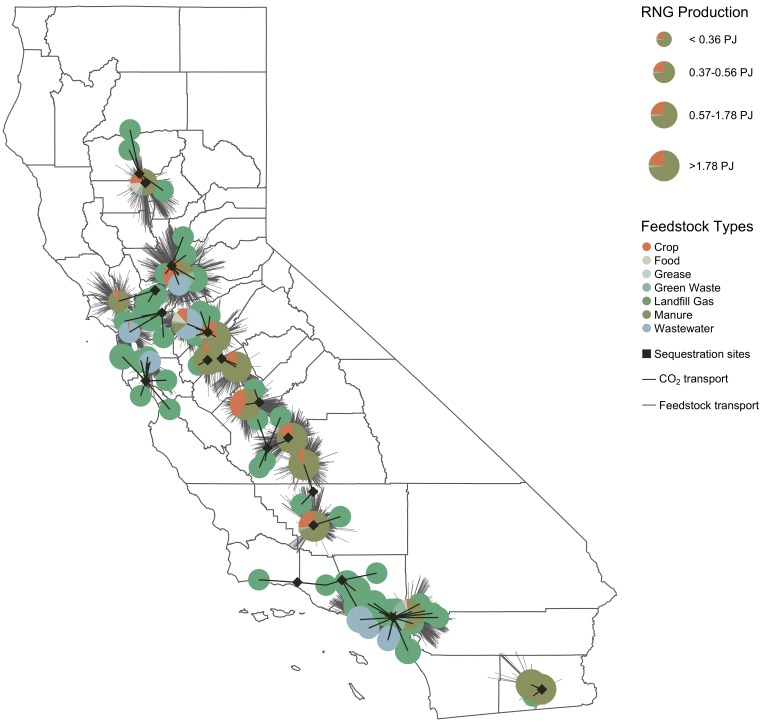 RNG Production
< 0.36 PJ
0.37-0.56 PJ
0.57-1.78 PJ
>1.78 PJ
Feedstock Types
Crop
Food
Grease
Green Waste
Landfill Gas
Manure
Wastewater
Sequestration sites
CO₂ transport
Feedstock transport